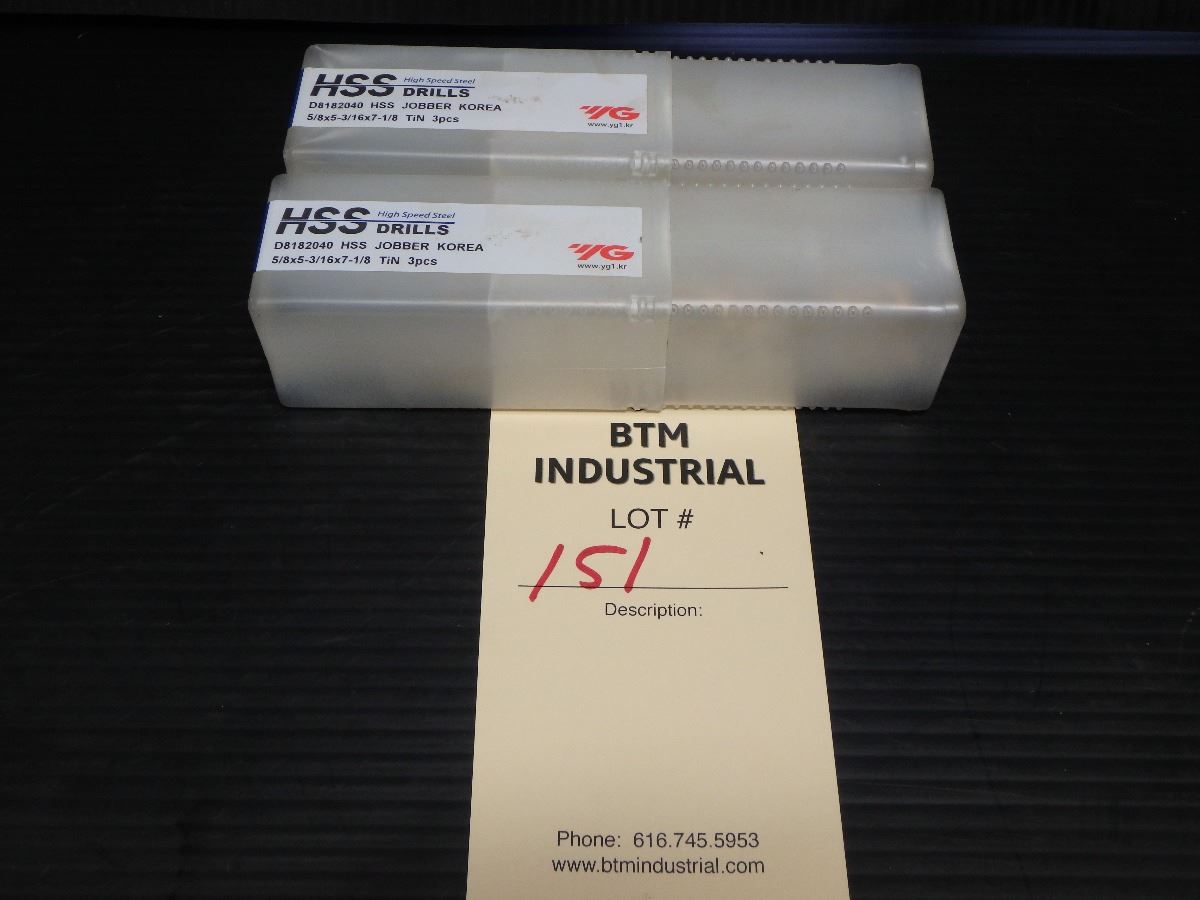 HSS High Speed Steel
DRILLS
D8182040 HSS JOBBER KOREA
5/8x5-3/16x7-1/8 TiN 3pcs
YG
www.yg1.kr
HSS High Speed Steel
DRILLS
D8182040 HSS JOBBER KOREA
5/8x5-3/16x7-1/8 TiN 3pcs
YG
www.yg1.kr
BTM
INDUSTRIAL
LOT #
151
Description:
Phone: 616.745.5953
www.btmindustrial.com